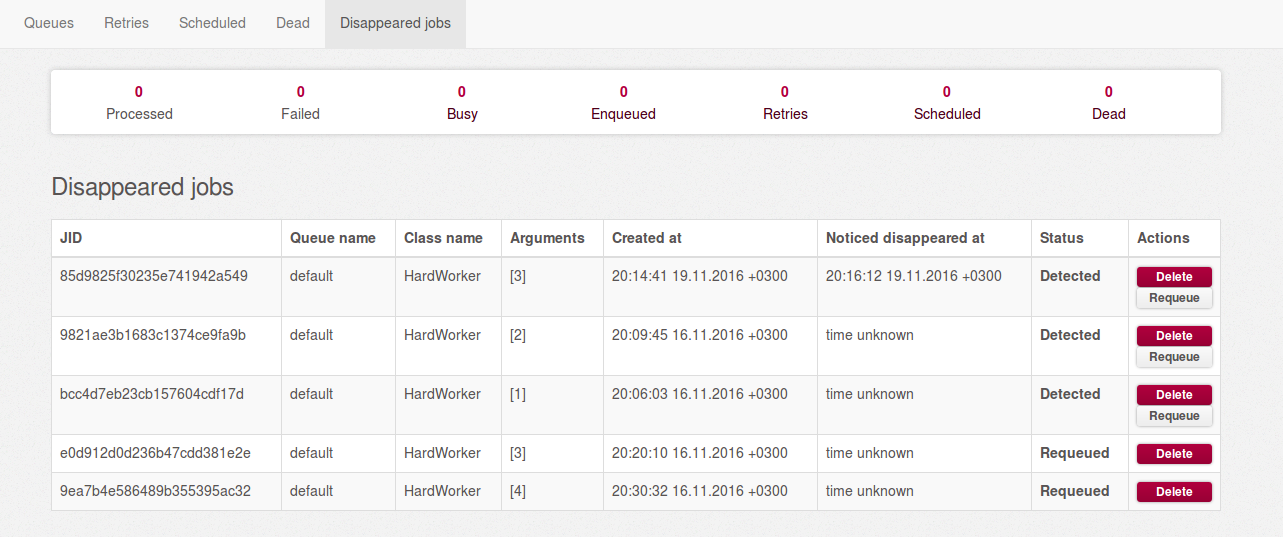 Queues Retries Scheduled Dead Disappeared jobs
0 0 0 0 0 0 0
Processed Failed Busy Enqueued Retries Scheduled Dead
Disappeared jobs
JID Queue name Class name Arguments Created at Noticed disappeared at Status Actions
85d9825f30235e741942a549 default HardWorker [3] 20:14:41 19.11.2016 +0300 20:16:12 19.11.2016 +0300 Detected Delete
Requeue
9821ae3b1683c1374ce9fa9b default HardWorker [2] 20:09:45 16.11.2016 +0300 time unknown Detected Delete
Requeue
bcc4d7eb23cb157604cdf17d default HardWorker [1] 20:06:03 16.11.2016 +0300 time unknown Detected Delete
Requeue
e0d912d0d236b47cdd381e2e default HardWorker [3] 20:20:10 16.11.2016 +0300 time unknown Requeued Delete
9ea7b4e586489b355395ac32 default HardWorker [4] 20:30:32 16.11.2016 +0300 time unknown Requeued Delete